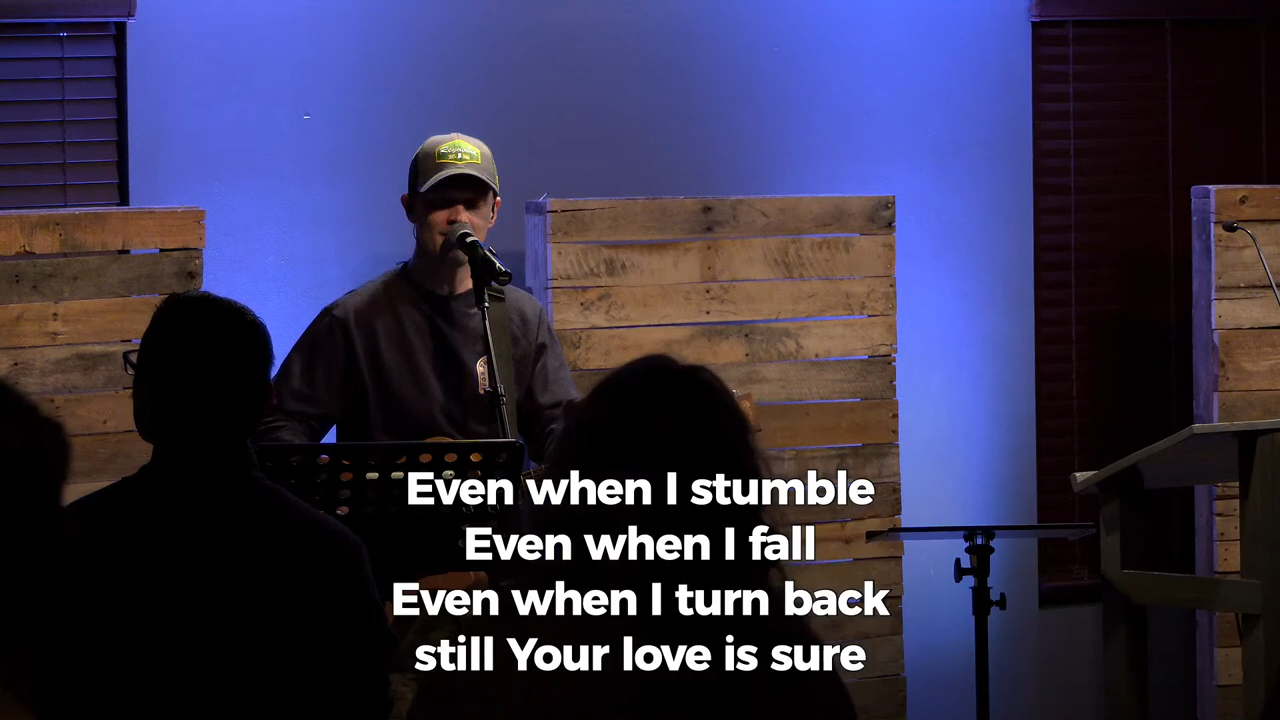 Even when I stumble
Even when I fall
Even when I turn back
still Your love is sure